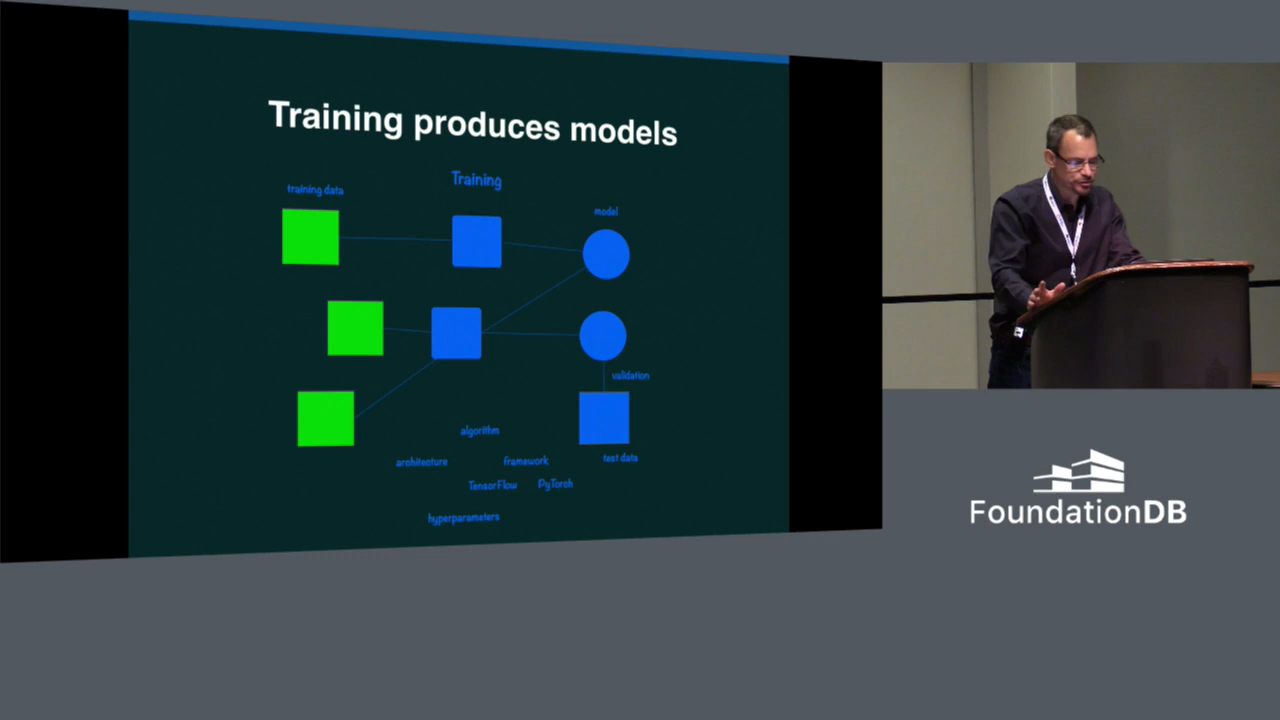 Training produces models
Training
training data
model
validation
algorithm
architecture
framework
test data
TensorFlow
PyTorch
hyperparameters
FoundationDB